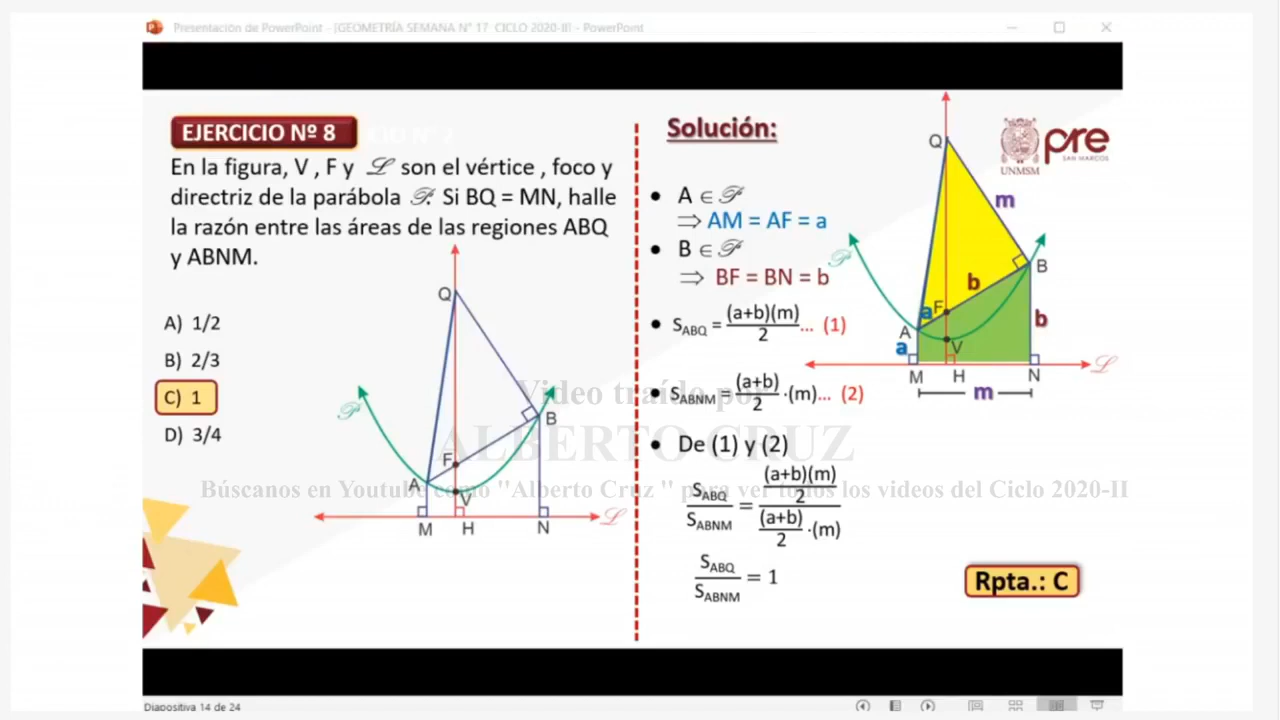 Presentación de PowerPoint - [GEOMETRÍA SEMANA N° 17 CICLO 2020-II] - PowerPoint
EJERCICIO Nº 8
En la figura, V , F y ℒ son el vértice , foco y
directriz de la parábola 𝒫. Si BQ = MN, halle
la razón entre las áreas de las regiones ABQ
y ABNM.
A) 1/2
B) 2/3
C) 1
D) 3/4
Q
B
F
A
V
M
H
N
𝒫
ℒ
Solución:
pre
SAN MARCOS
UNMSM
• A ∈ 𝒫
⇒ AM = AF = a
• B ∈ 𝒫
⇒ BF = BN = b
• S_ABQ = (a+b)(m)/2 ... (1)
• S_ABNM = (a+b)/2 ·(m)... (2)
• De (1) y (2)
S_ABQ/S_ABNM = ((a+b)(m)/2)/((a+b)/2 ·(m))
S_ABQ/S_ABNM = 1
Q
m
B
𝒫
b
a
F
A
b
a
V
ℒ
M
H
N
m
Rpta.: C
Video traído por
ALBERTO CRUZ
Búscanos en Youtube como "Alberto Cruz " para ver todos los videos del Ciclo 2020-II
Diapositiva 14 de 24